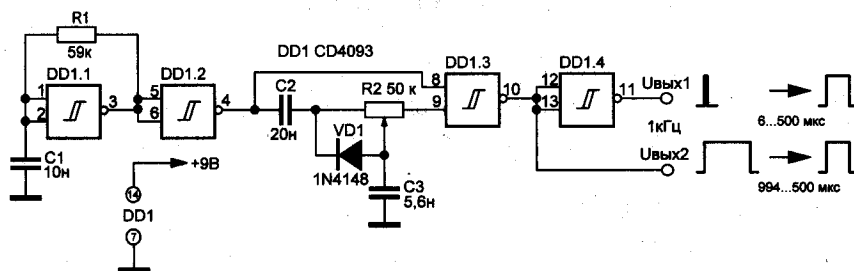 R1
59к
DD1.1
1
2
3
C1
10н
DD1.2
5
6
4
+9В
14
DD1
7
DD1 CD4093
C2
20н
R2 50 к
VD1
1N4148
C3
5,6н
DD1.3
8
9
10
DD1.4
12
13
11
Uвых1
1кГц
6...500 мкс
Uвых2
994...500 мкс